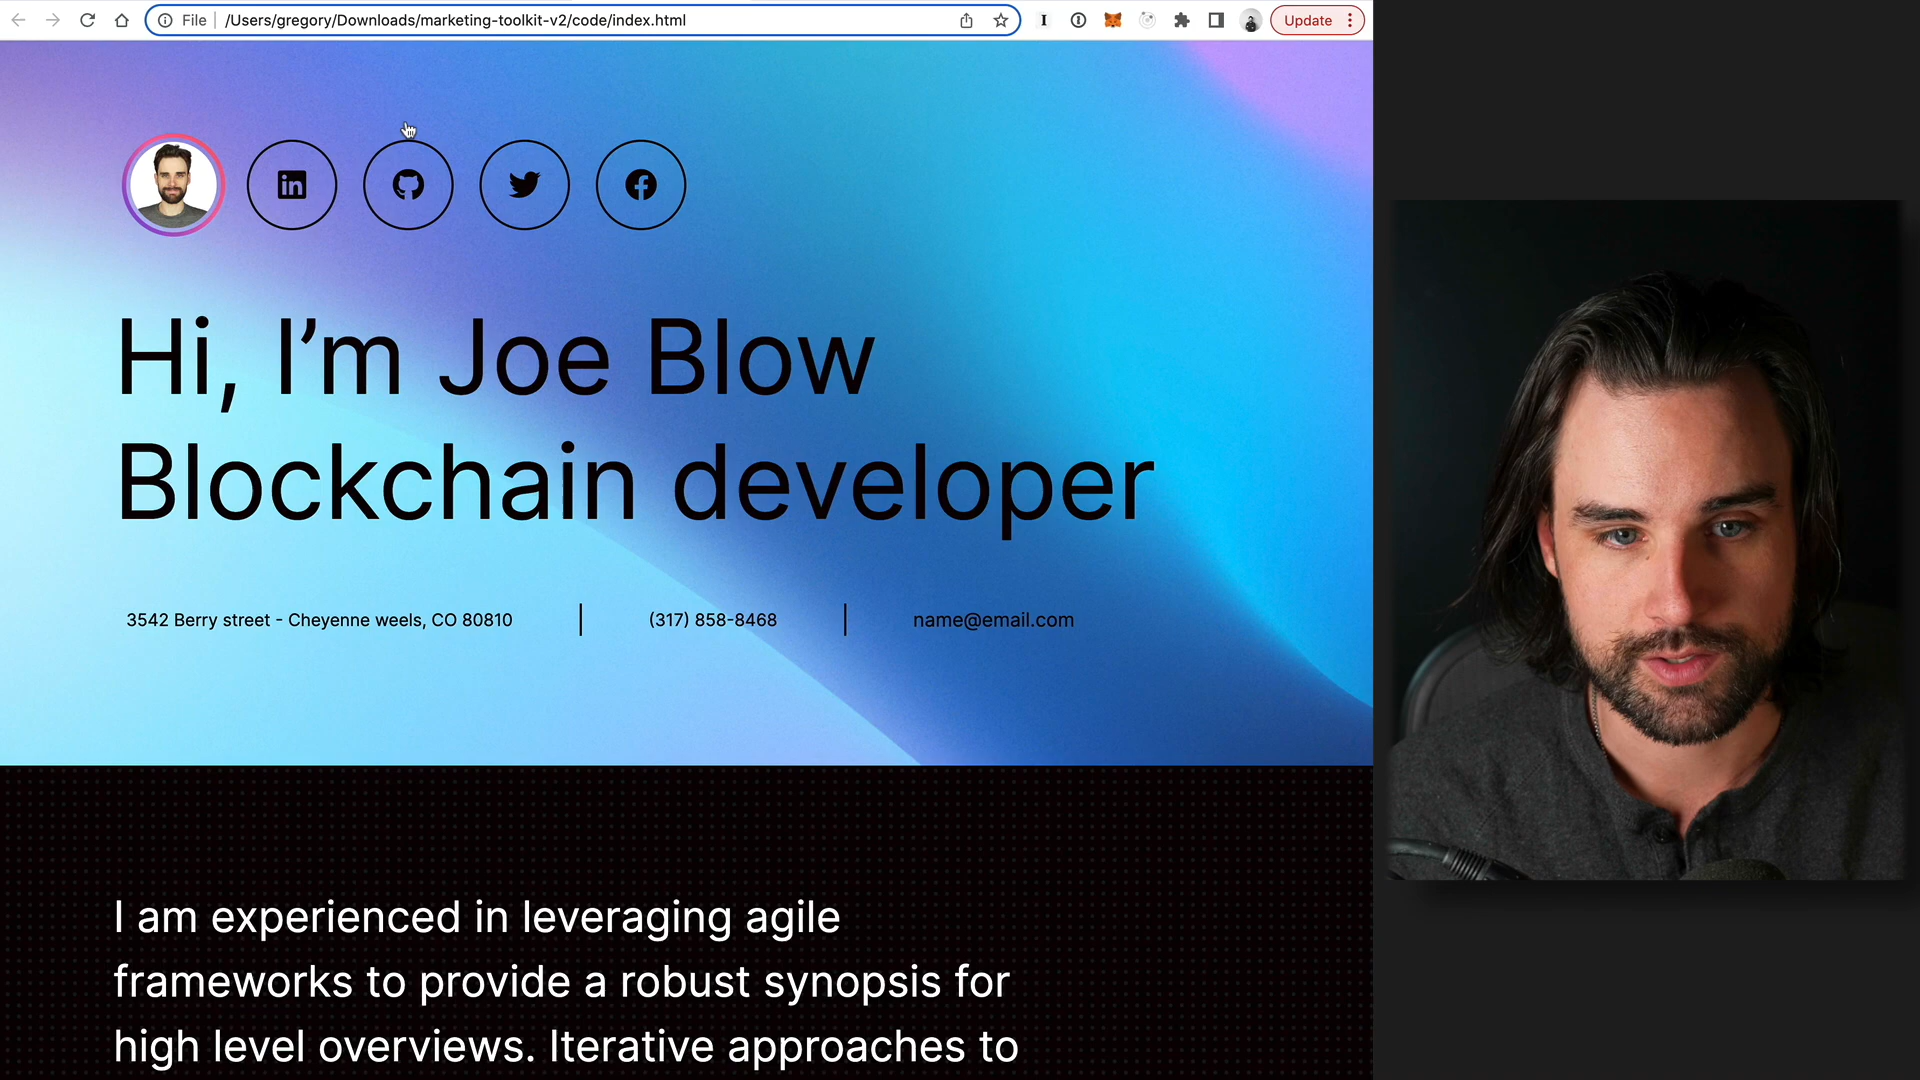 File /Users/gregory/Downloads/marketing-toolkit-v2/code/index.html
Update
in
Hi, I’m Joe Blow
Blockchain developer
3542 Berry street - Cheyenne weels, CO 80810
(317) 858-8468
name@email.com
I am experienced in leveraging agile
frameworks to provide a robust synopsis for
high level overviews. Iterative approaches to